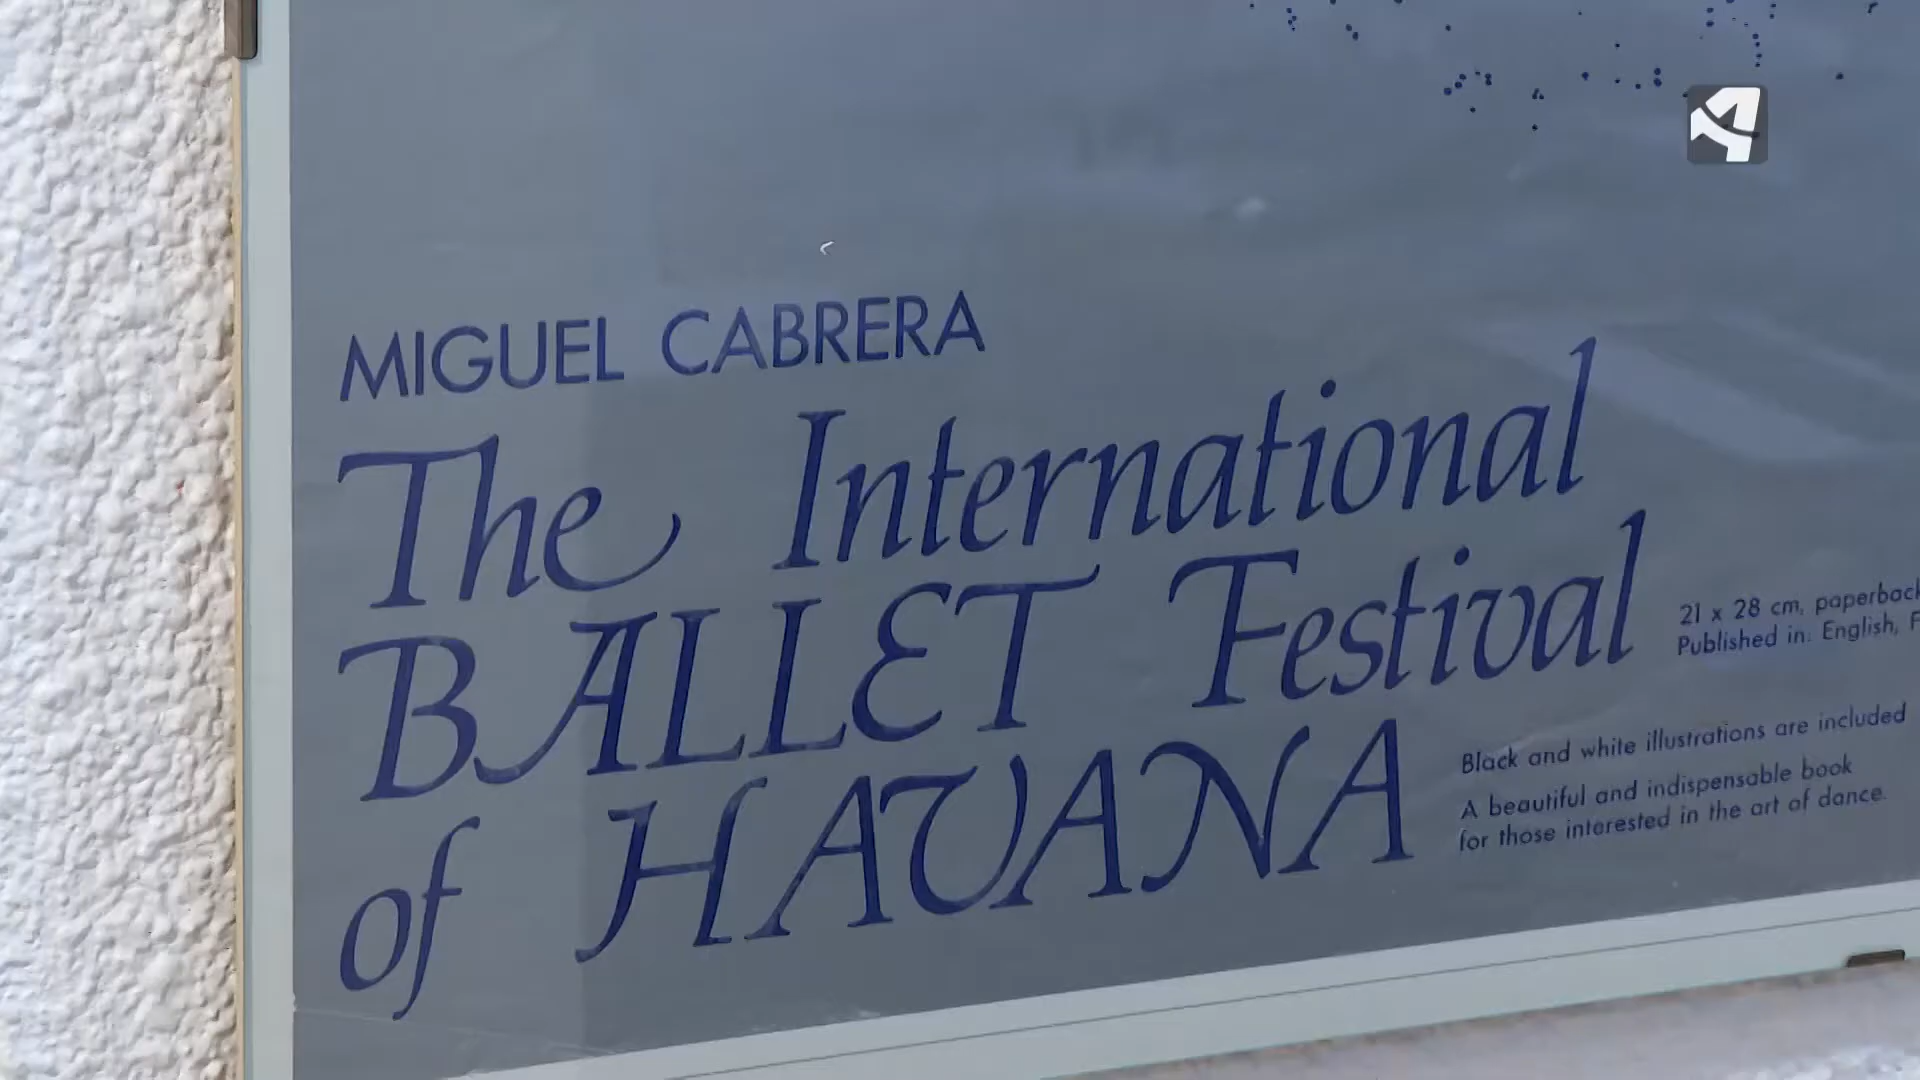 MIGUEL CABRERA
The International
BALLET Festival
of HAVANA
21 x 28 cm, paperback
Published in: English,
Black and white illustrations are included
A beautiful and indispensable book
for those interested in the art of dance.